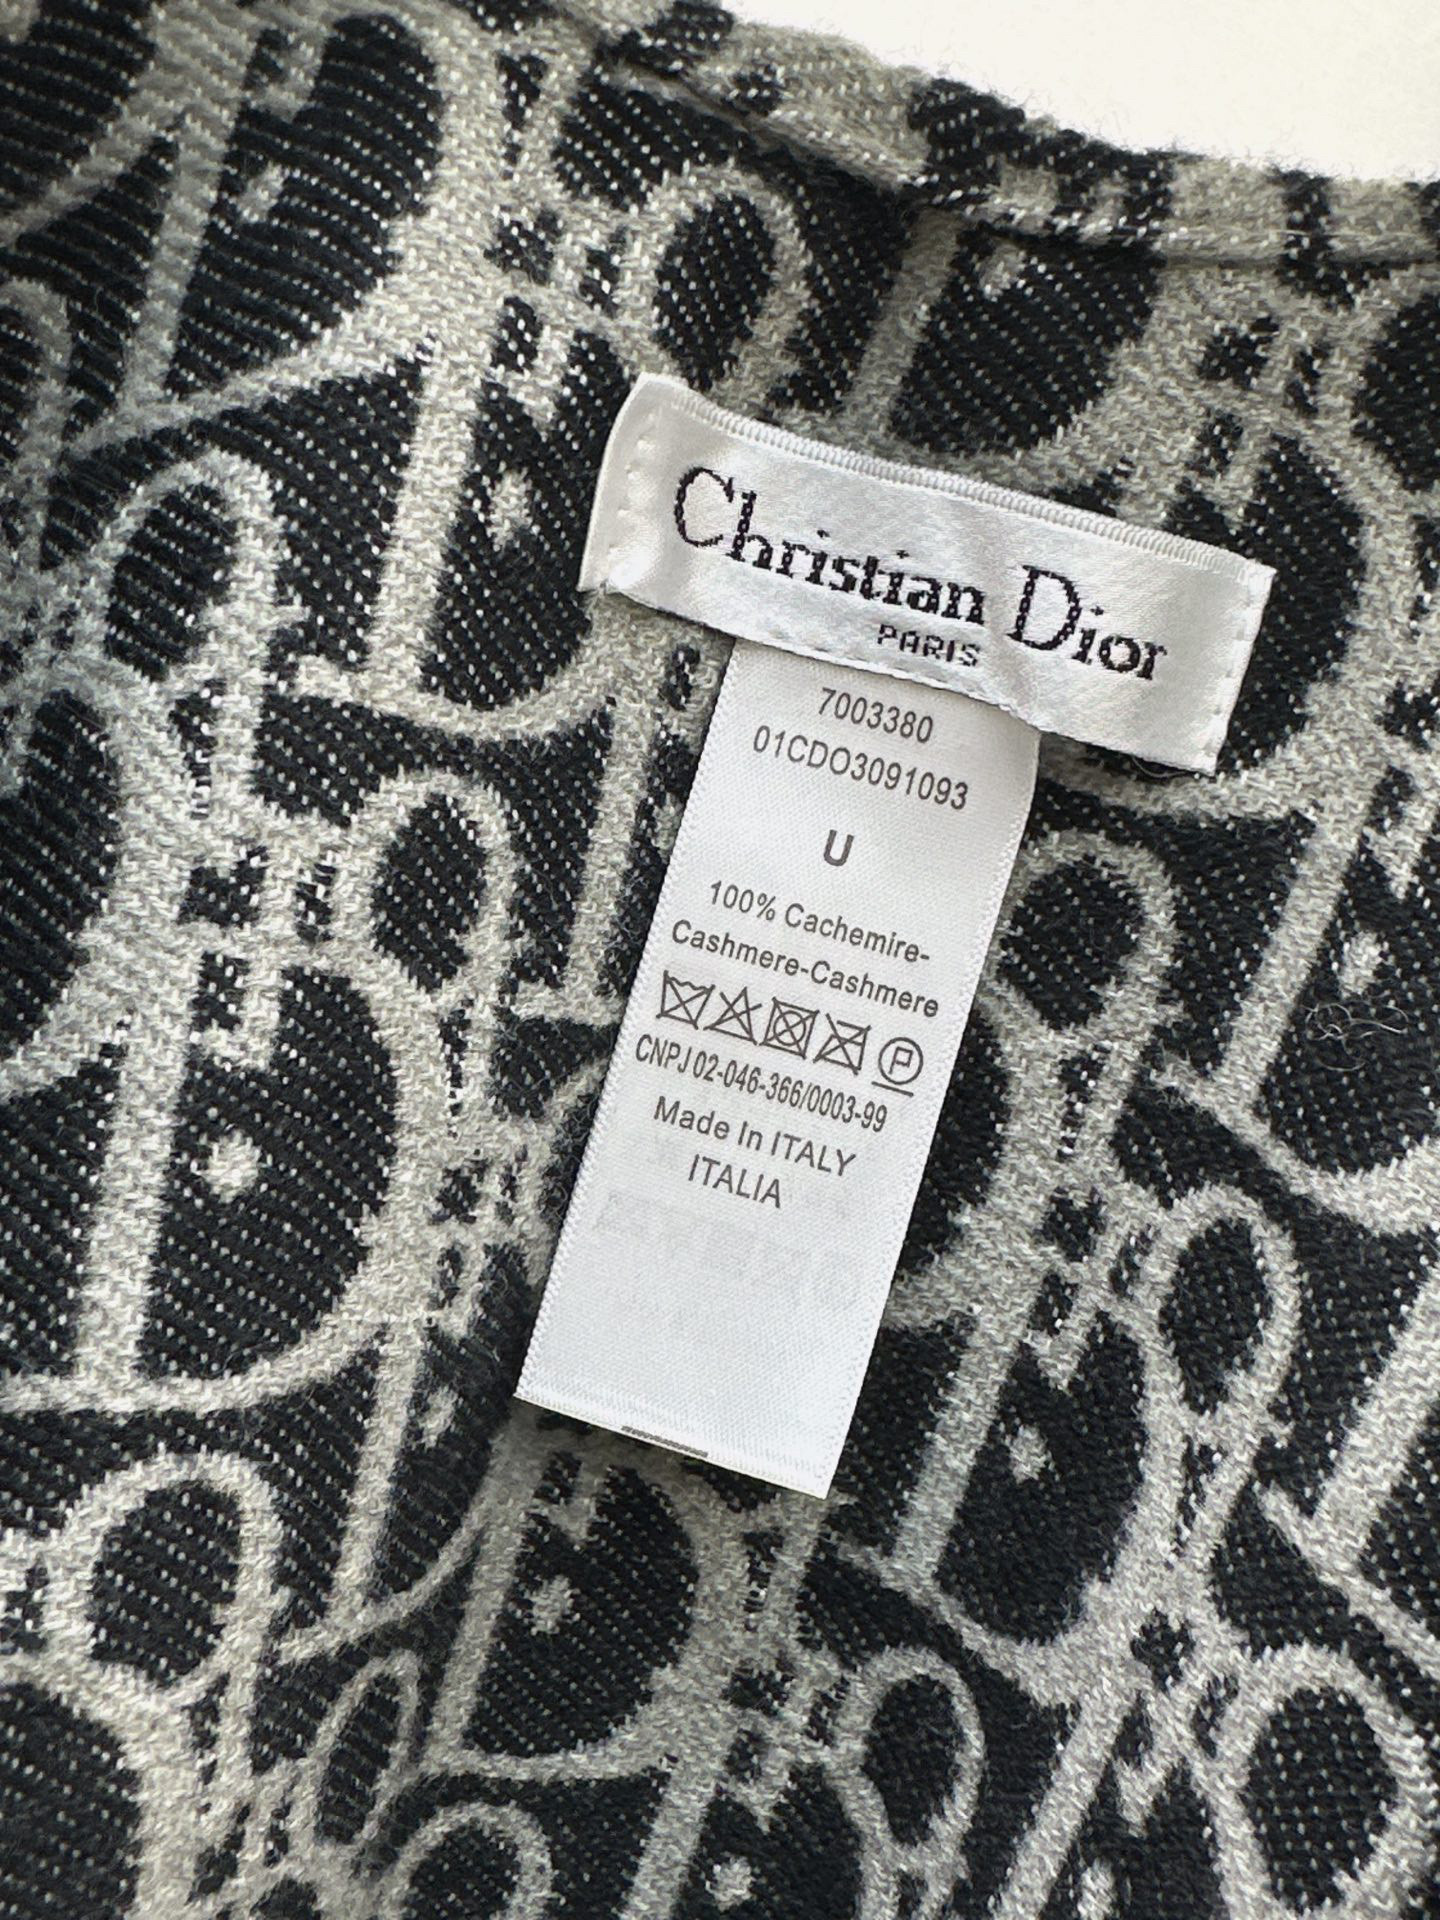 Christian Dior
PARIS
7003380
01CDO3091093
U
100% Cachemire-
Cashmere-Cashmere
P
CNPJ 02-046-366/0003-99
Made In ITALY
ITALIA